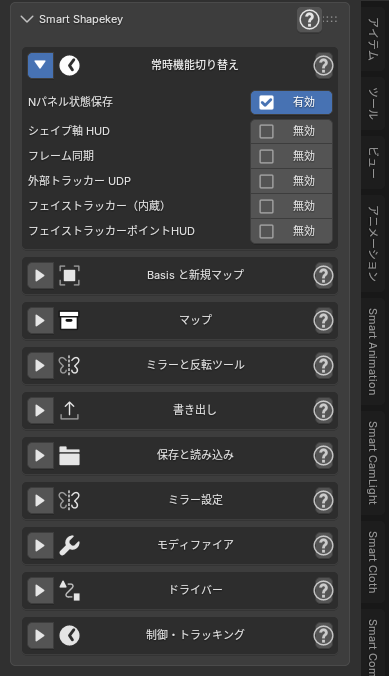 Smart Shapekey
常時機能切り替え
Nパネル状態保存 有効
シェイプ軸 HUD 無効
フレーム同期 無効
外部トラッカー UDP 無効
フェイストラッカー（内蔵） 無効
フェイストラッカーポイントHUD 無効
Basis と新規マップ
マップ
ミラーと反転ツール
書き出し
保存と読み込み
ミラー設定
モディファイア
ドライバー
制御・トラッキング
アイテム
ツール
ビュー
アニメーション
Smart Animation
Smart CamLight
Smart Cloth
Smart Com